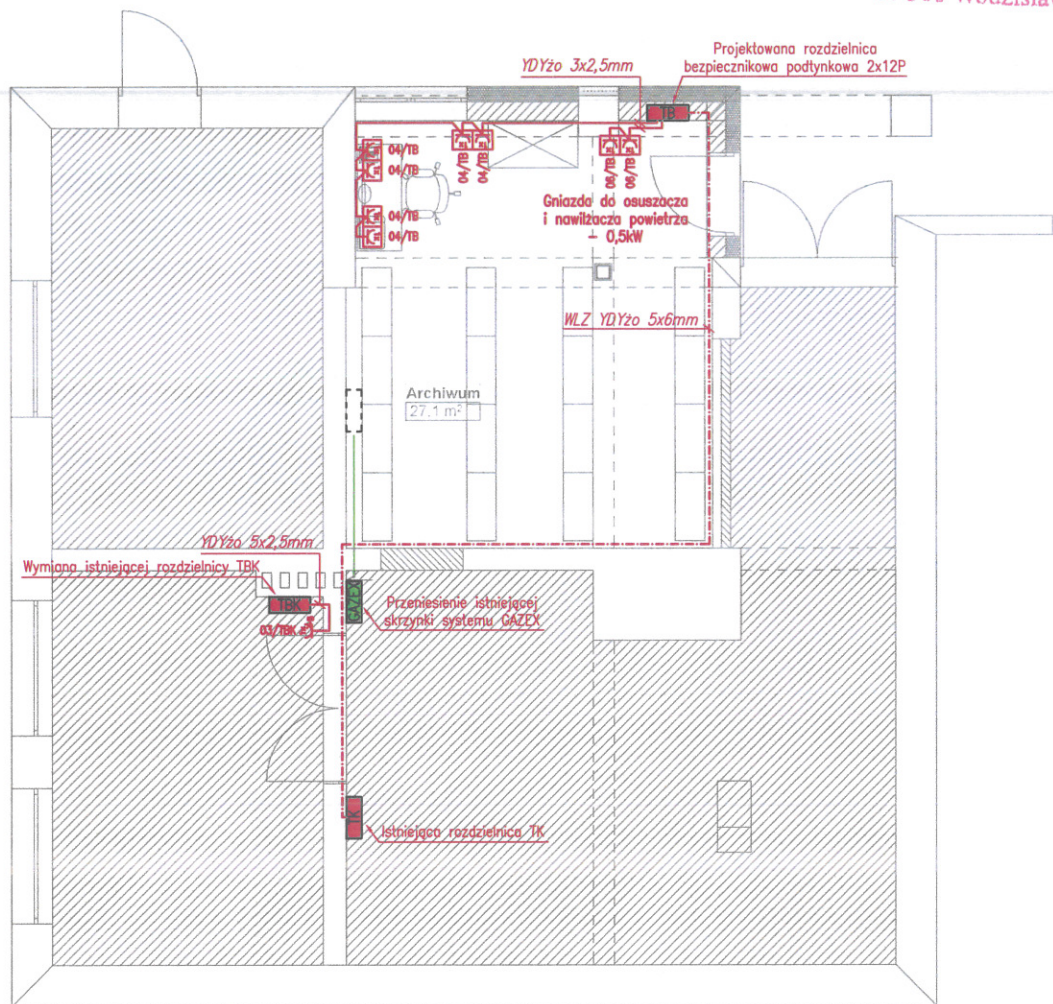 Wodzisła
Projektowana rozdzielnica
bezpiecznikowa podtynkowa 2x12P
YDYżo 3x2,5mm
TB
04/TB
04/TB
04/TB
04/TB
06/TB
06/TB
04/TB
04/TB
Gniazda do osuszacza
i nawilżacza powietrza
- 0,5kW
WLZ YDYżo 5x6mm
Archiwum
27.1 m²
YDYżo 5x2,5mm
Wymiana istniejącej rozdzielnicy TBK
TBK
03/TBK
GAZEX
Przeniesienie istniejącej
skrzynki systemu GAZEX
TK
Istniejąca rozdzielnica TK